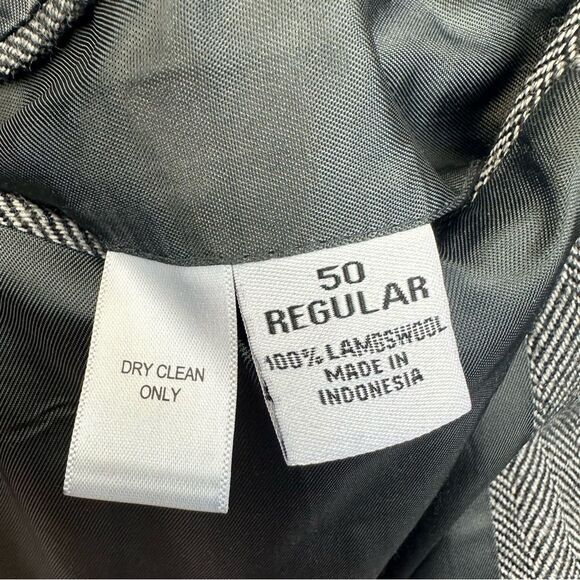 DRY CLEAN
ONLY
50
REGULAR
100% LAMBSWOOL
MADE IN
INDONESIA